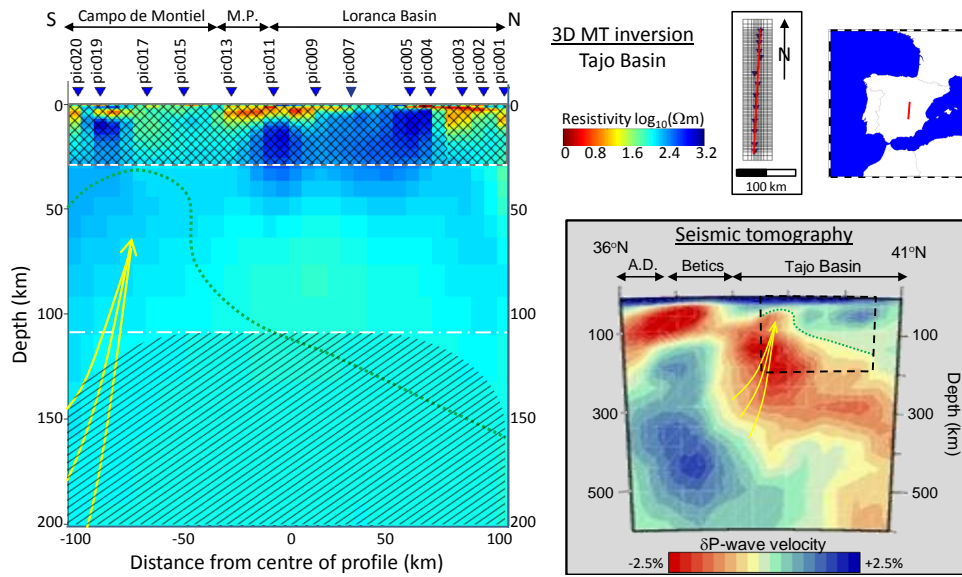 S
Campo de Montiel
M.P.
Loranca Basin
N
pic020
pic019
pic017
pic015
pic013
pic011
pic009
pic007
pic005
pic004
pic003
pic002
pic001
0
50
100
150
200
0
50
100
150
200
Depth (km)
-100
-50
0
50
100
Distance from centre of profile (km)
3D MT inversion
Tajo Basin
Resistivity log10(Ωm)
0 0.8 1.6 2.4 3.2
N
100 km
Seismic tomography
36°N
41°N
A.D.
Betics
Tajo Basin
100
300
500
100
300
500
Depth (km)
δP-wave velocity
-2.5%
+2.5%